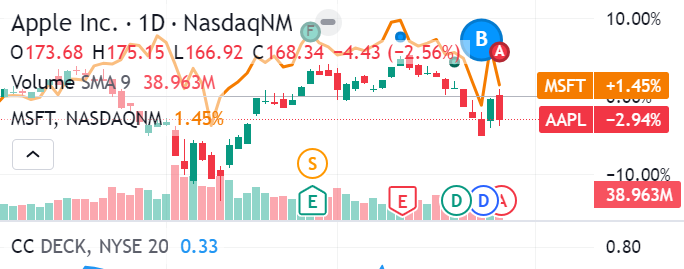 Apple Inc. · 1D · NasdaqNM
10.00%
F
O173.68 H175.15 L166.92 C168.34 −4.43 (−2.56%)
B
A
Volume SMA 9 38.963M
MSFT +1.45%
0.00%
MSFT, NASDAQNM 1.45%
AAPL −2.94%
S
−10.00%
E E D D A
38.963M
CC DECK, NYSE 20 0.33
0.80